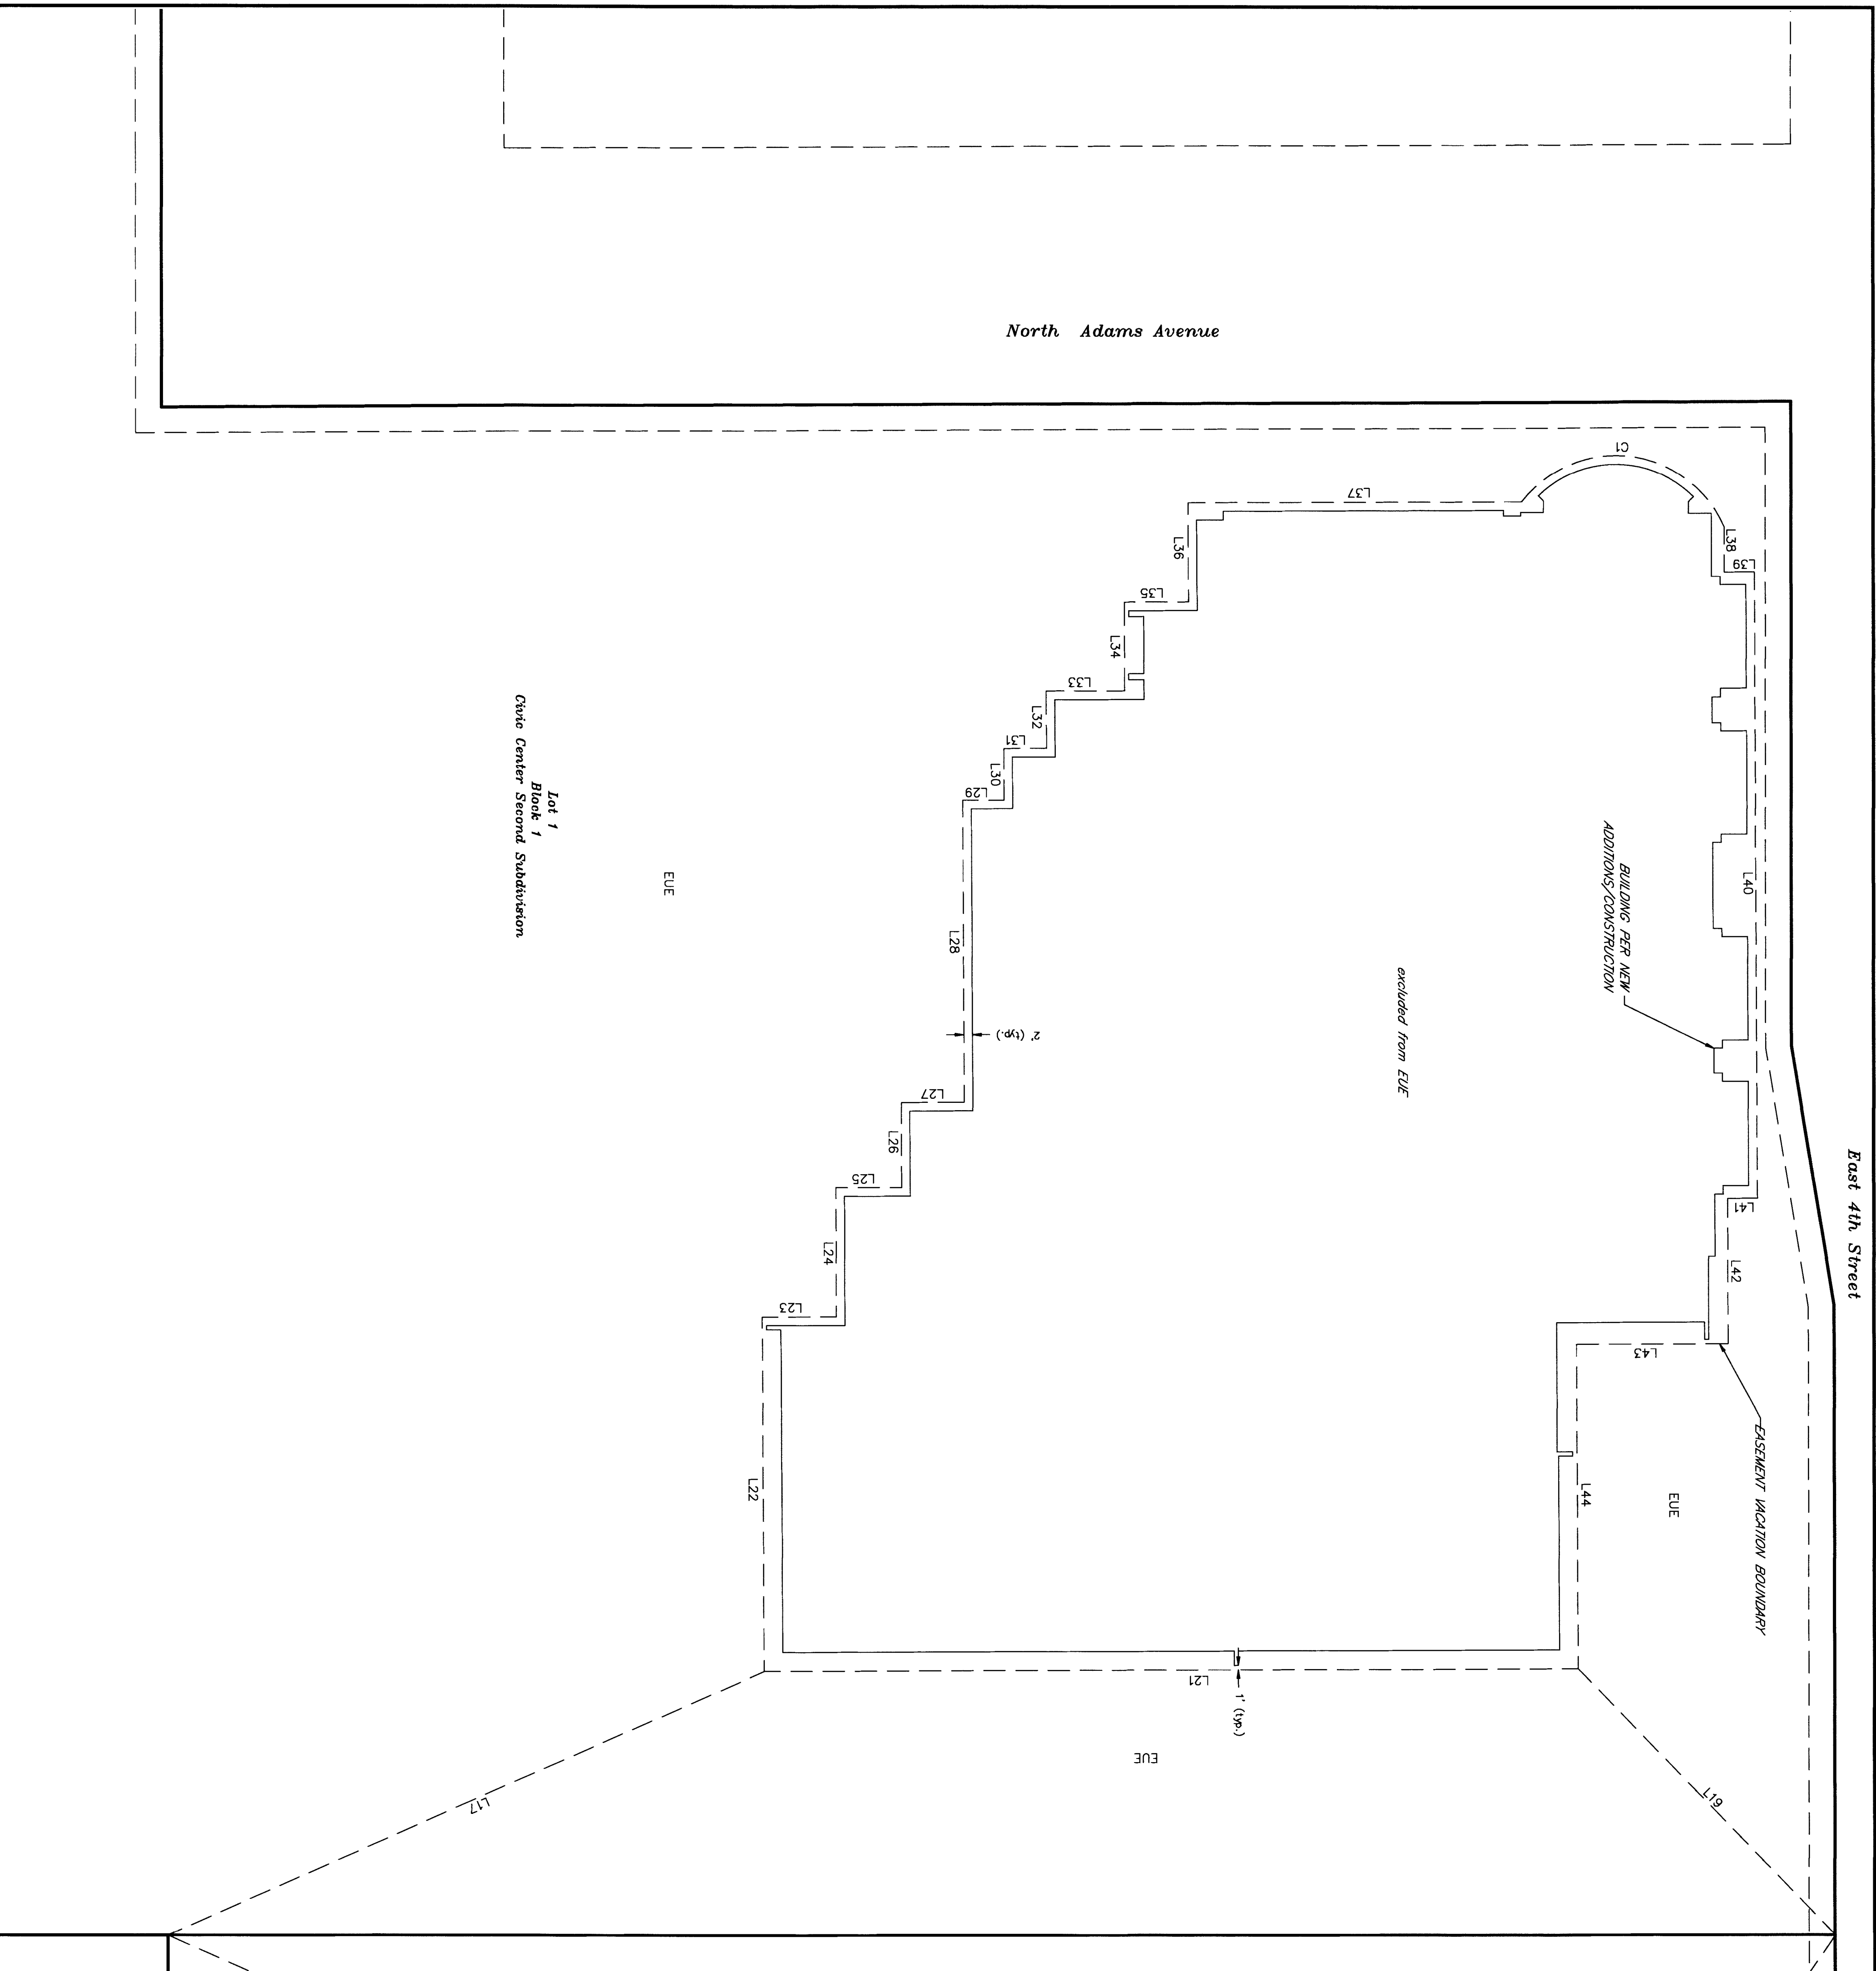 North Adams Avenue
East 4th Street
C1
L37
L38
L39
L36
L35
L34
L33
L32
L31
L30
L29
L40
BUILDING PER NEW
ADDITIONS/CONSTRUCTION
Lot 1
Block 1
Civic Center Second Subdivision
EUE
L28
excluded from EUE
2' (typ.)
L27
L26
L25
L24
L23
L41
L42
L43
EASEMENT VACATION BOUNDARY
L22
L44
EUE
L21
1' (typ.)
EUE
L17
L19